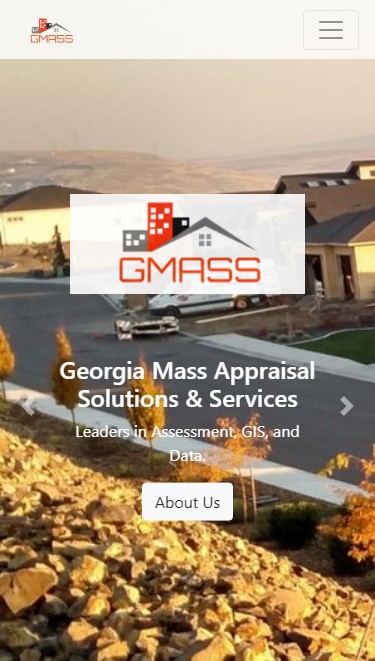 GMASS
GMASS
Georgia Mass Appraisal
Solutions & Services
Leaders in Assessment, GIS, and
Data.
About Us